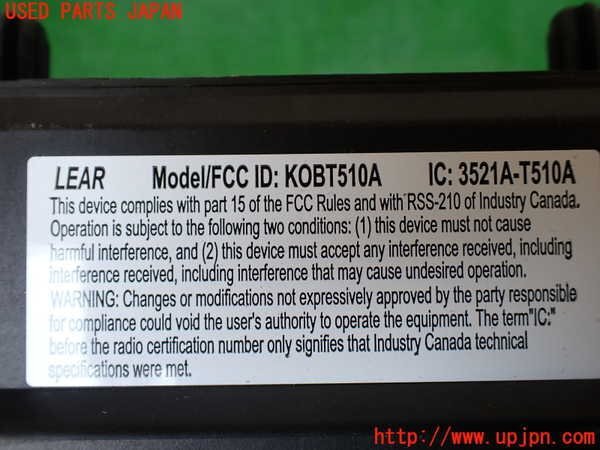 USED PARTS JAPAN
LEAR Model/FCC ID: KOBT510A IC: 3521A-T510A
This device complies with part 15 of the FCC Rules and with RSS-210 of Industry Canada.
Operation is subject to the following two conditions: (1) this device must not cause
harmful interference, and (2) this device must accept any interference received, including
interference received, including interference that may cause undesired operation.
WARNING: Changes or modifications not expressively approved by the party responsible
for compliance could void the user's authority to operate the equipment. The term"IC:"
before the radio certification number only signifies that Industry Canada technical
specifications were met.
http://www.upjpn.com/